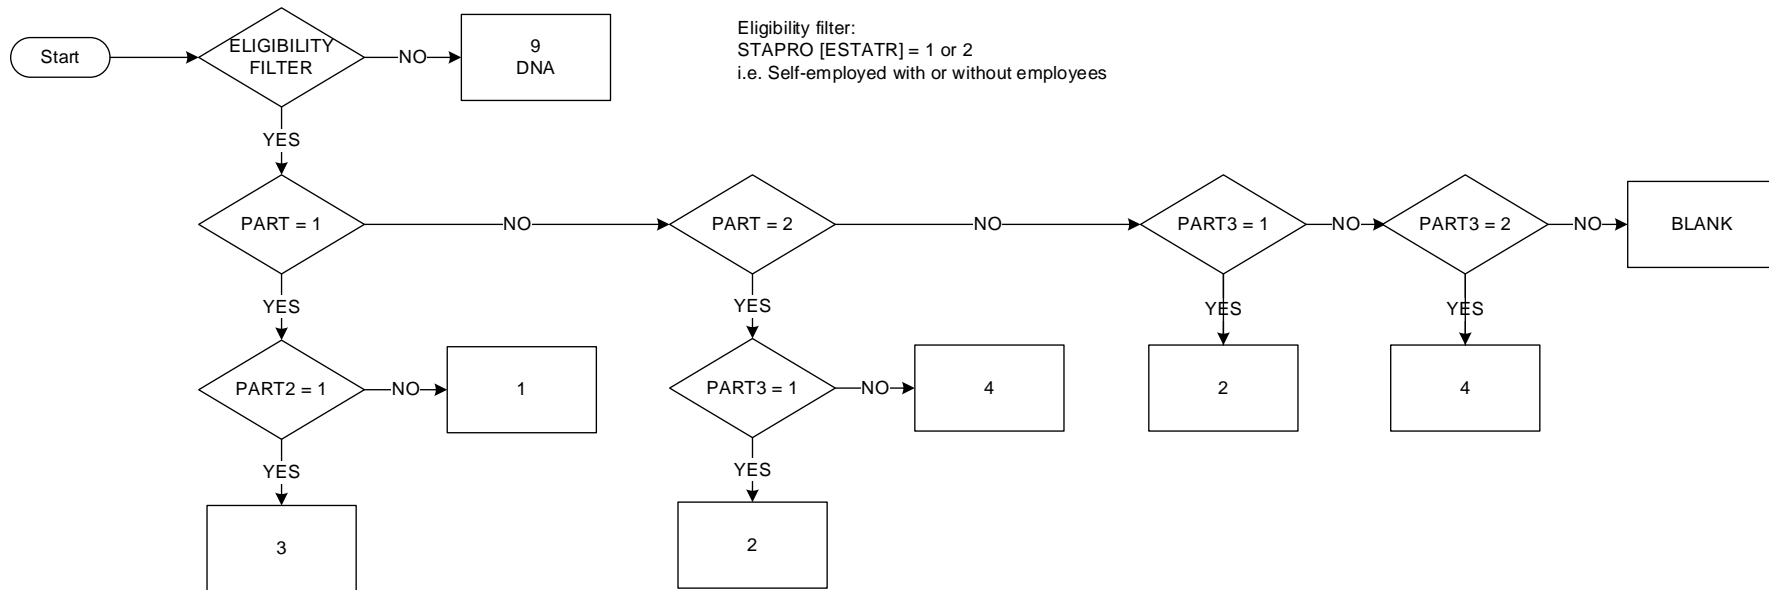 Start
ELIGIBILITY
FILTER
NO
9
DNA
Eligibility filter:
STAPRO [ESTATR] = 1 or 2
i.e. Self-employed with or without employees
YES
PART = 1
NO
PART = 2
NO
PART3 = 1
NO
PART3 = 2
NO
BLANK
YES
YES
YES
YES
PART2 = 1
NO
1
PART3 = 1
NO
4
2
4
YES
YES
3
2